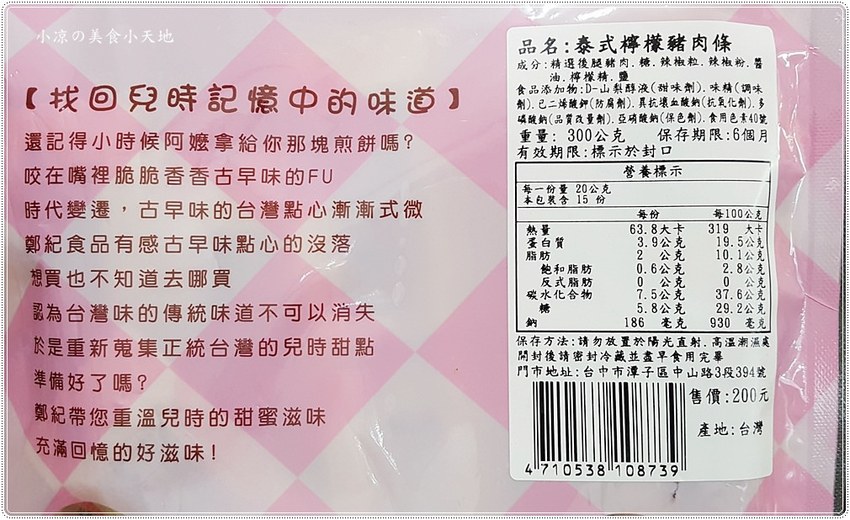 小凉の美食小天地
【找回兒時記憶中的味道】
還記得小時候阿嬤拿給你那塊煎餅嗎?
咬在嘴裡脆脆香香古早味的FU
時代變遷，古早味的台灣點心漸漸式微
鄭紀食品有感古早味點心的沒落
想買也不知道去哪買
認為台灣味的傳統味道不可以消失
於是重新蒐集正統台灣的兒時甜點
準備好了嗎?
鄭紀帶您重溫兒時的甜蜜滋味
充滿回憶的好滋味!
品名:泰式檸檬豬肉條
成分:精選後腿豬肉.糖.辣椒粒.辣椒粉.醬
油.檸檬精.鹽
食品添加物:D-山梨醇液(甜味劑).味精(調味
劑).己二烯酸鉀(防腐劑).異抗壞血酸鈉(抗氧化劑).多
磷酸鈉(品質改量劑).亞硝酸鈉(保色劑).食用色素40號
重量: 300公克 保存期限:6個月
有效期限:標示於封口
營養標示
每一份量 20公克
本包裝含 15 份
每份 每100公克
熱量 63.8大卡 319 大卡
蛋白質 3.9公克 19.5公克
脂肪 2 公克 10.1公克
飽和脂肪 0.6公克 2.8公克
反式脂肪 0 公克 0 公克
碳水化合物 7.5公克 37.6公克
糖 5.8公克 29.2公克
鈉 186 毫克 930 毫克
保存方法:請勿放置於陽光直射.高溫潮濕處
開封後請密封冷藏並盡早食用完畢
門市地址:台中市潭子區中山路3段394號
售價:200元
產地:台灣
4 710538 108739